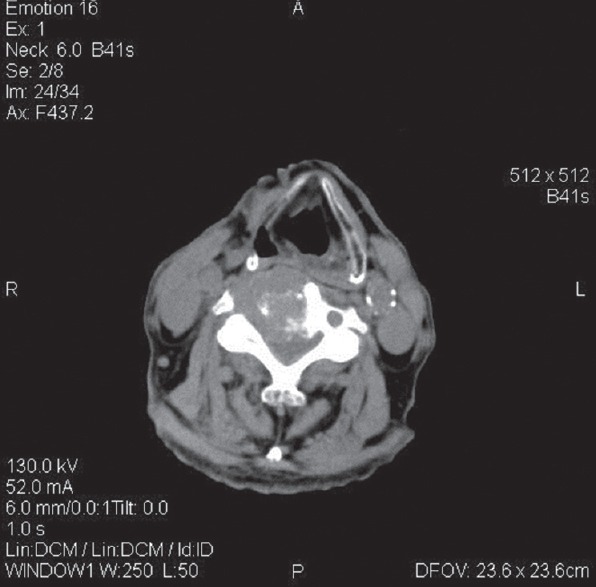 Emotion 16
A
Ex: 1
Neck 6.0 B41s
Se: 2/8
Im: 24/34
Ax: F437.2
512 x 512
B41s
R
L
130.0 kV
52.0 mA
6.0 mm/0.0:1Tilt: 0.0
1.0 s
Lin:DCM / Lin:DCM / Id:ID
WINDOW1 W:250 L:50
P
DFOV: 23.6 x 23.6cm